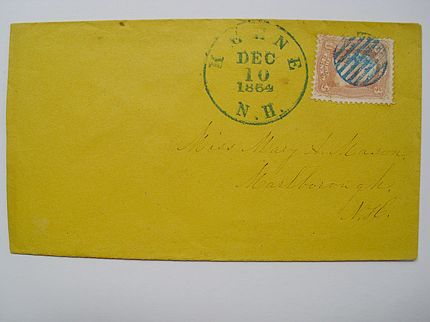 KEENE
DEC
10
1864
N.H.
Miss Mary A. Mason,
Marlborough,
N.H.